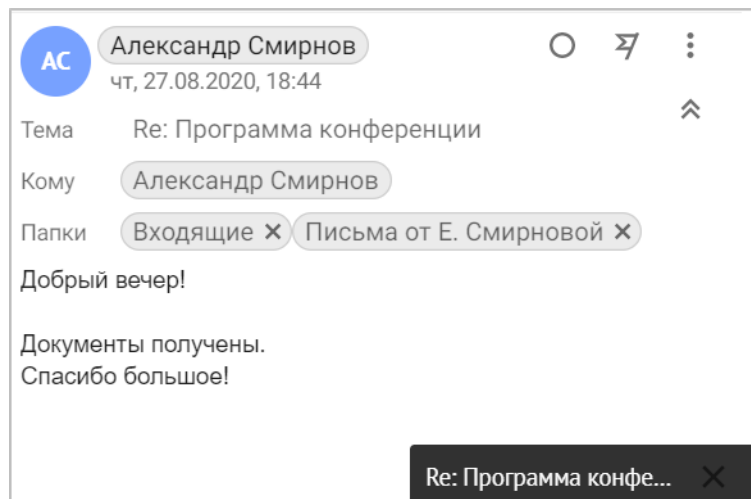 АС
Александр Смирнов
чт, 27.08.2020, 18:44
Тема Re: Программа конференции
Кому Александр Смирнов
Папки Входящие × Письма от Е. Смирновой ×
Добрый вечер!
Документы получены.
Спасибо большое!
Re: Программа конфе... ×